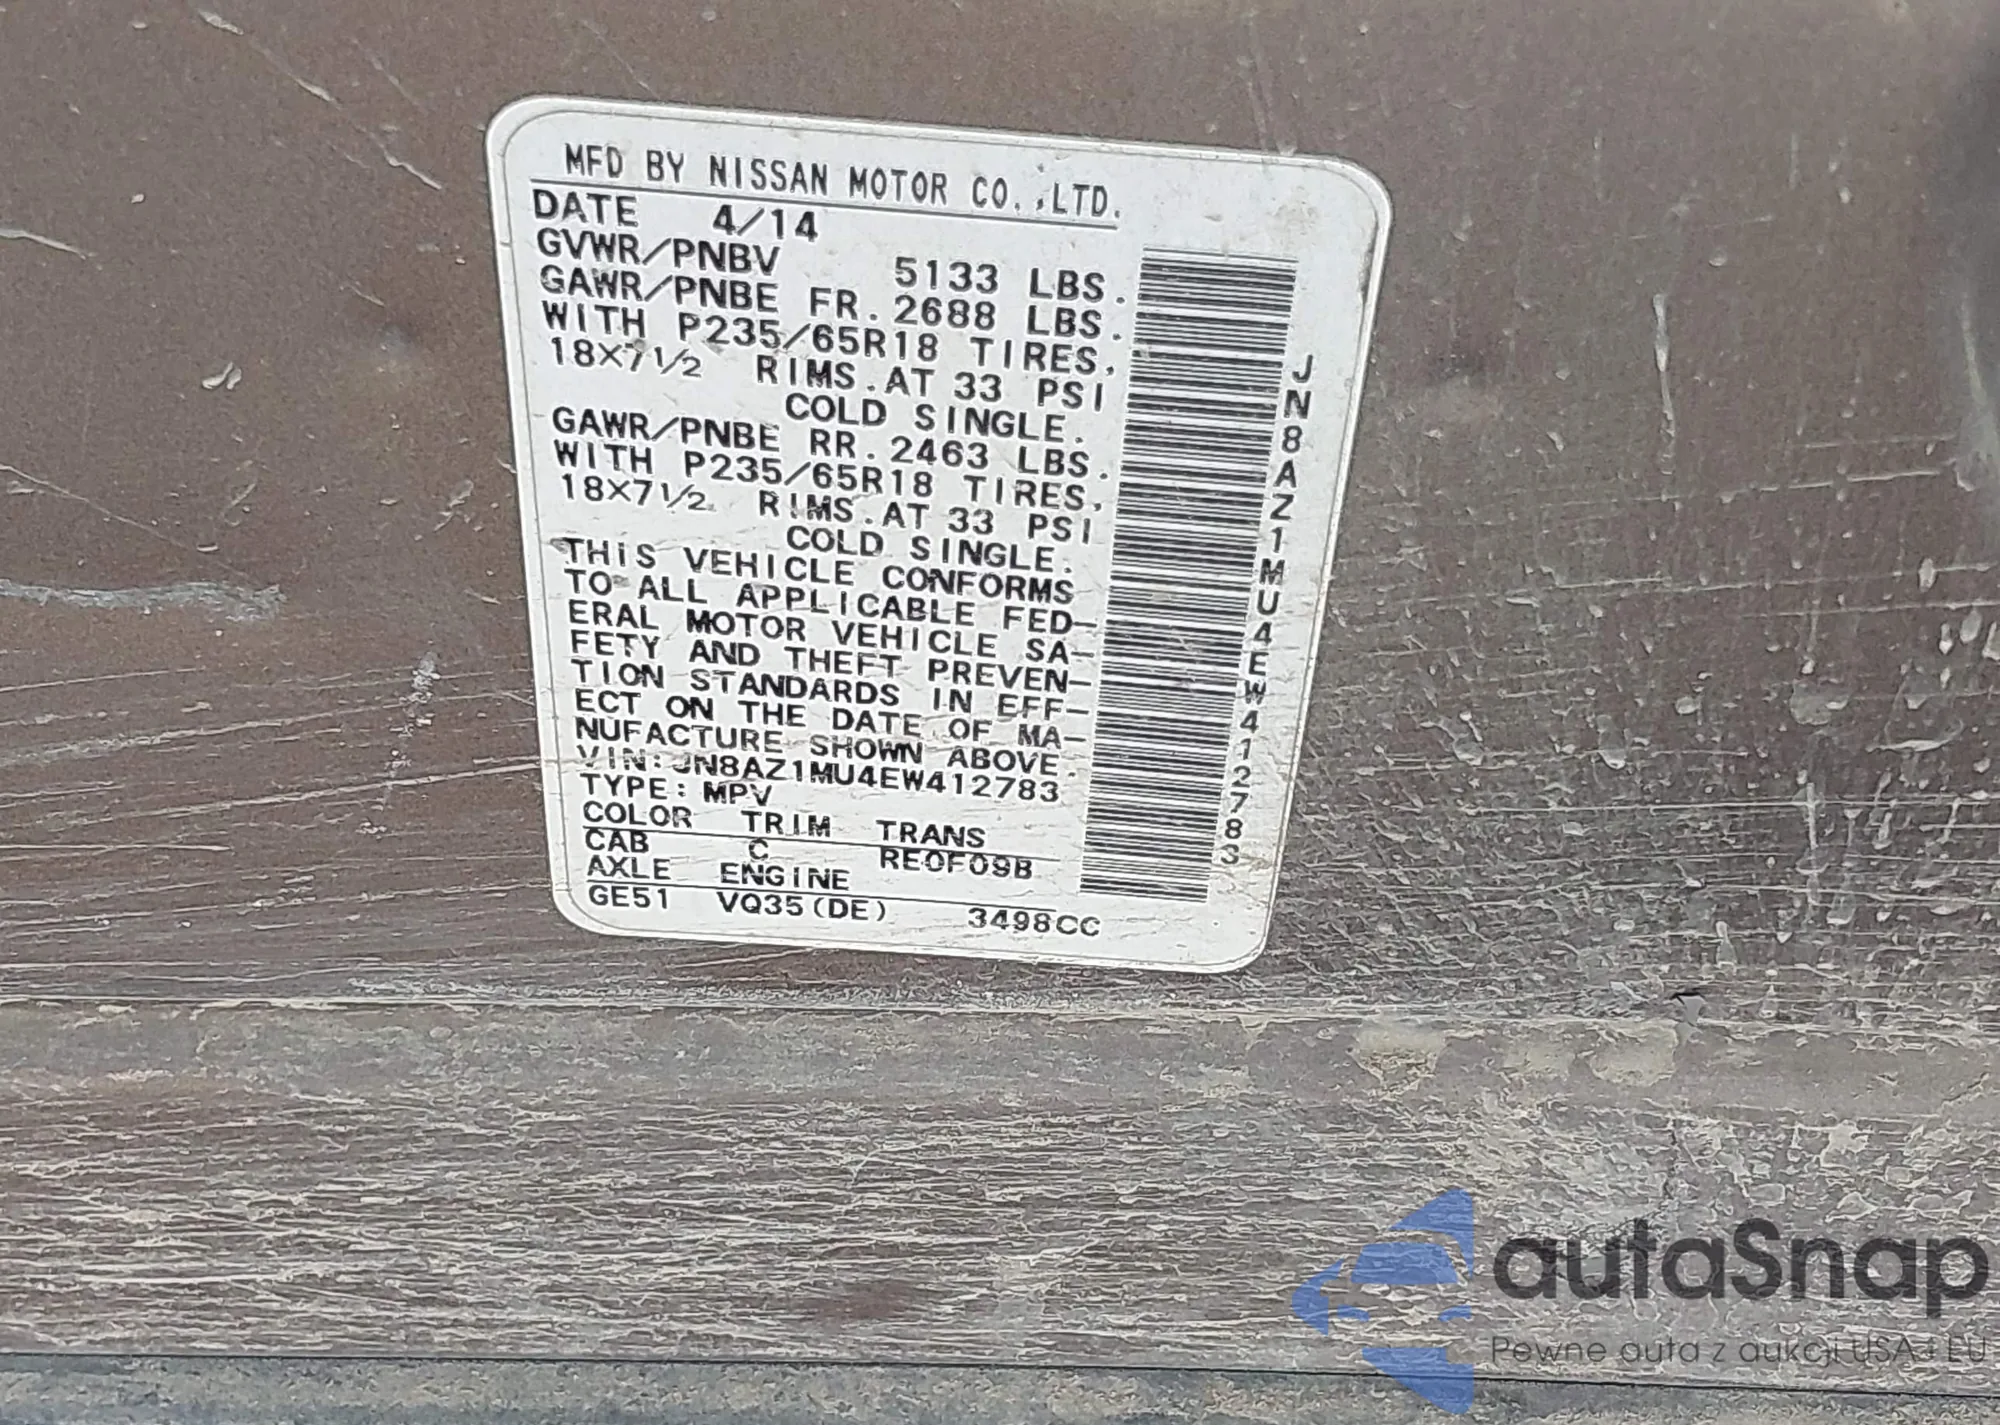 MFD BY NISSAN MOTOR CO.,LTD.
DATE 4/14
GVWR/PNBV 5133 LBS.
GAWR/PNBE FR. 2688 LBS.
WITH P235/65R18 TIRES,
18X7 1/2 RIMS.AT 33 PSI
COLD SINGLE.
GAWR/PNBE RR. 2463 LBS.
WITH P235/65R18 TIRES,
18X7 1/2 RIMS.AT 33 PSI
COLD SINGLE.
THIS VEHICLE CONFORMS
TO ALL APPLICABLE FED-
ERAL MOTOR VEHICLE SA-
FETY AND THEFT PREVEN-
TION STANDARDS IN EFF-
ECT ON THE DATE OF MA-
NUFACTURE SHOWN ABOVE.
VIN:JN8AZ1MU4EW412783
TYPE: MPV
COLOR TRIM TRANS
CAB C RE0F09B
AXLE ENGINE
GE51 VQ35(DE) 3498CC
JN8AZ1MU4EW412783
autaSnap
Pewne auta z aukcji USA i EU